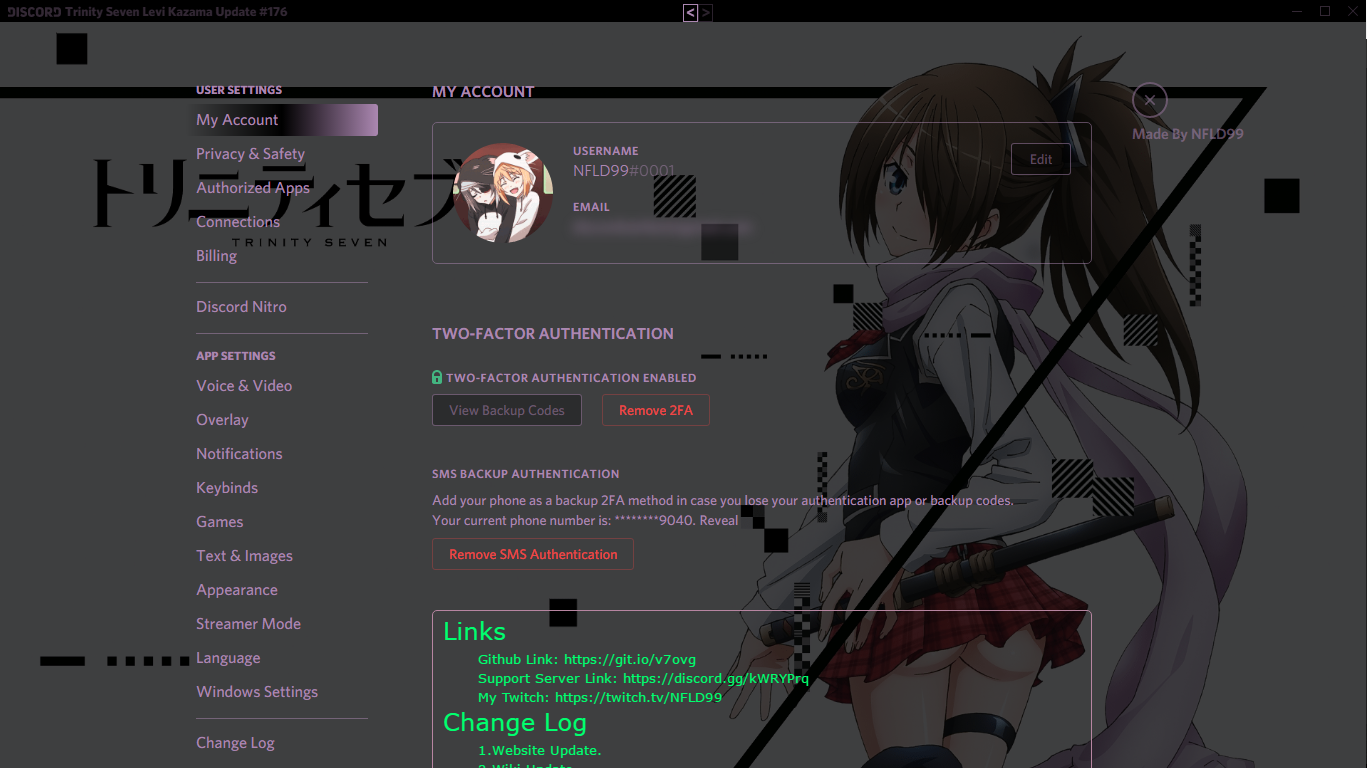 DISCORD Trinity Seven Levi Kazama Update #176
< >
USER SETTINGS
My Account
Privacy & Safety
Authorized Apps
Connections
Billing
Discord Nitro
APP SETTINGS
Voice & Video
Overlay
Notifications
Keybinds
Games
Text & Images
Appearance
Streamer Mode
Language
Windows Settings
Change Log
トリニティセブ
TRINITY SEVEN
MY ACCOUNT
USERNAME
NFLD99#0001
Edit
EMAIL
Made By NFLD99
TWO-FACTOR AUTHENTICATION
TWO-FACTOR AUTHENTICATION ENABLED
View Backup Codes
Remove 2FA
SMS BACKUP AUTHENTICATION
Add your phone as a backup 2FA method in case you lose your authentication app or backup codes.
Your current phone number is: ********9040. Reveal
Remove SMS Authentication
Links
Github Link: https://git.io/v7ovg
Support Server Link: https://discord.gg/kWRYPrq
My Twitch: https://twitch.tv/NFLD99
Change Log
1.Website Update.
2.Wiki Update.